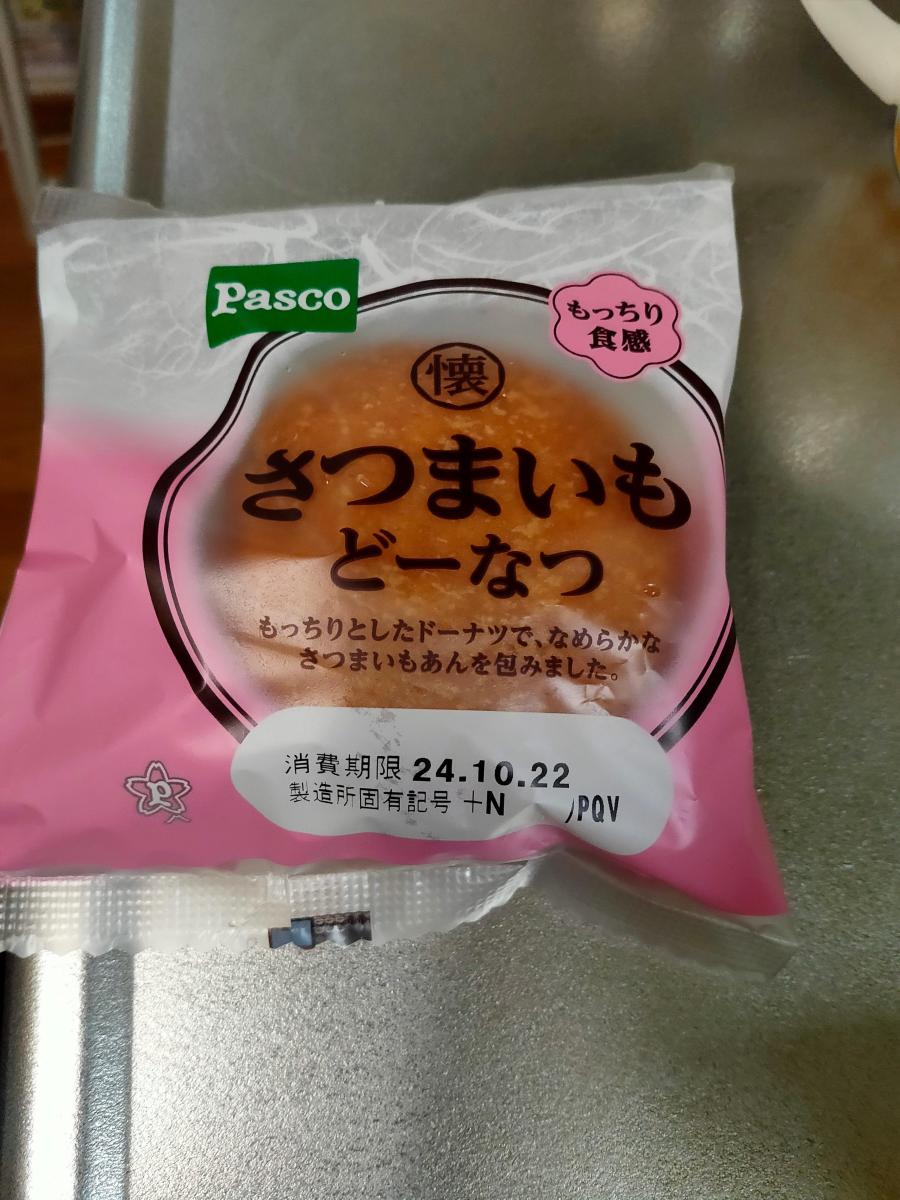 Pasco
もっちり
食感
懐
さつまいも
どーなつ
もっちりとしたドーナツで、なめらかな
さつまいもあんを包みました。
P
消費期限 24.10.22
製造所固有記号 +N /PQV